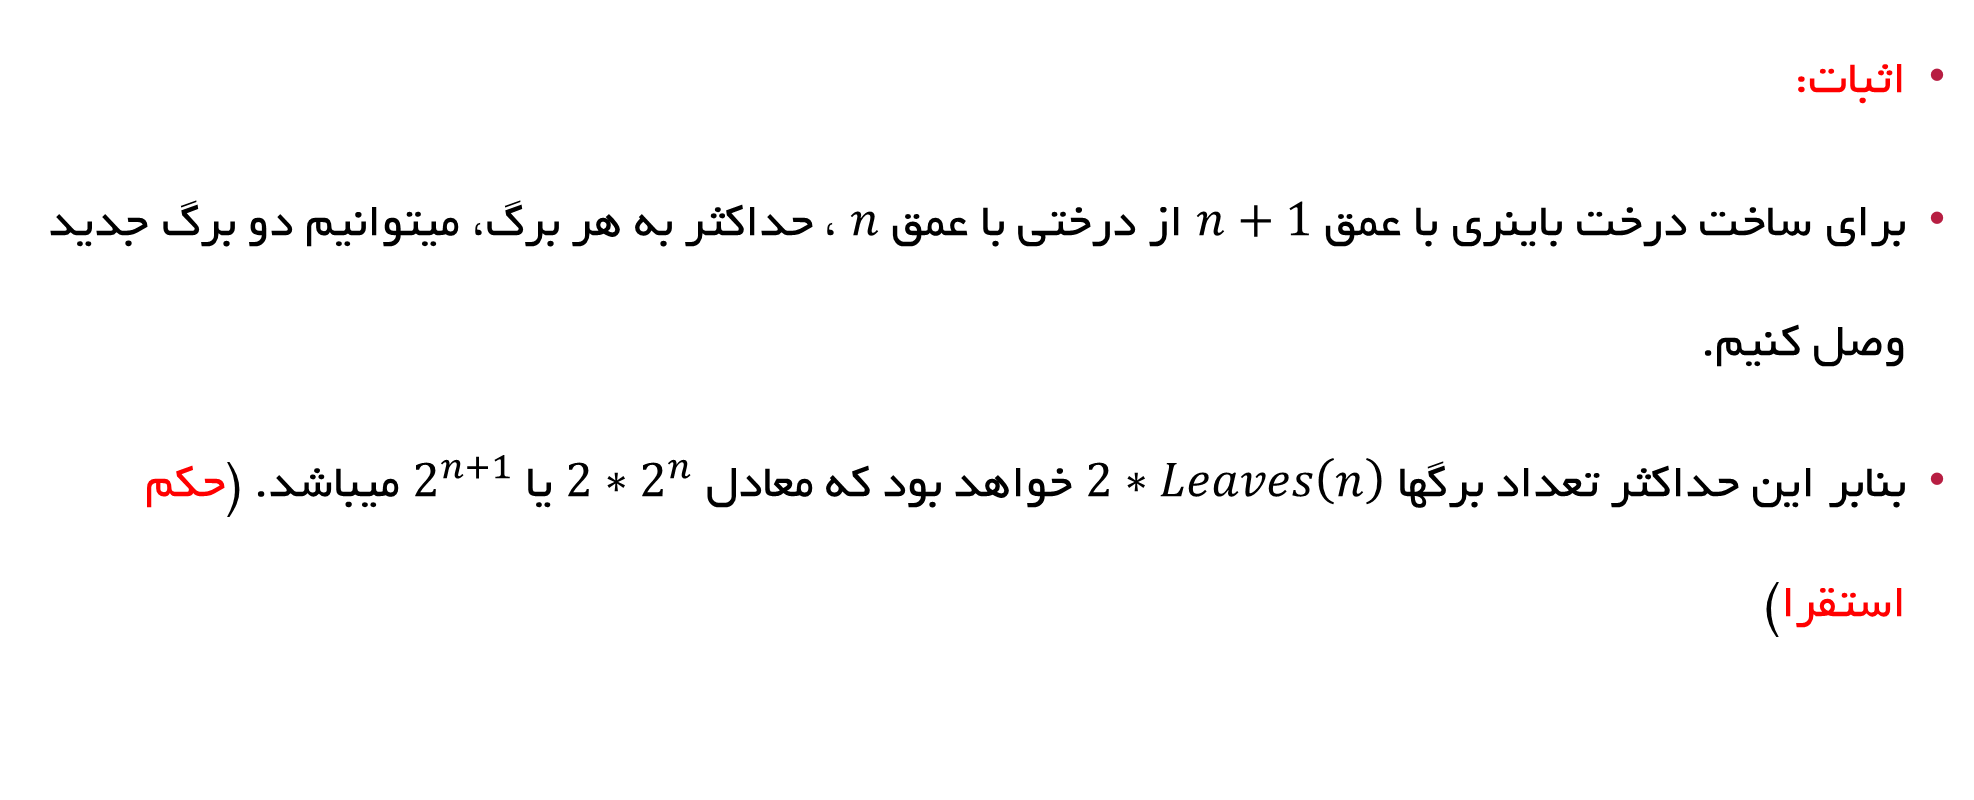 • اثبات:
• برای ساخت درخت باینری با عمق n + 1 از درختی با عمق n ، حداکثر به هر برگ، میتوانیم دو برگ جدید
وصل کنیم.
• بنابر این حداکثر تعداد برگها 2 ∗ Leaves(n) خواهد بود که معادل 2 ∗ 2ⁿ یا 2ⁿ⁺¹ میباشد. (حکم
استقرا)